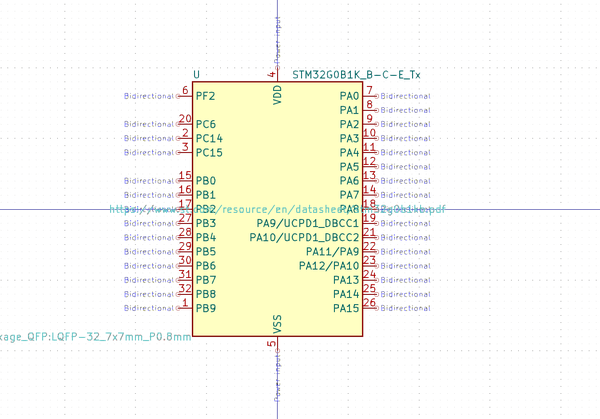 Power input
4
U STM32G0B1K_B-C-E_Tx
VDD
Bidirectional 6 PF2 PA0 7 Bidirectional
PA1 8 Bidirectional
Bidirectional 20 PC6 PA2 9 Bidirectional
Bidirectional 2 PC14 PA3 10 Bidirectional
Bidirectional 3 PC15 PA4 11 Bidirectional
PA5 12 Bidirectional
Bidirectional 15 PB0 PA6 13 Bidirectional
Bidirectional 16 PB1 PA7 14 Bidirectional
17 PB2 PA8 18
Bidirectional 27 PB3 PA9/UCPD1_DBCC1 19 Bidirectional
Bidirectional 28 PB4 PA10/UCPD1_DBCC2 21 Bidirectional
Bidirectional 29 PB5 PA11/PA9 22 Bidirectional
Bidirectional 30 PB6 PA12/PA10 23 Bidirectional
Bidirectional 31 PB7 PA13 24 Bidirectional
Bidirectional 32 PB8 PA14 25 Bidirectional
Bidirectional 1 PB9 PA15 26 Bidirectional
VSS
kage_QFP:LQFP-32_7x7mm_P0.8mm
5
Power input